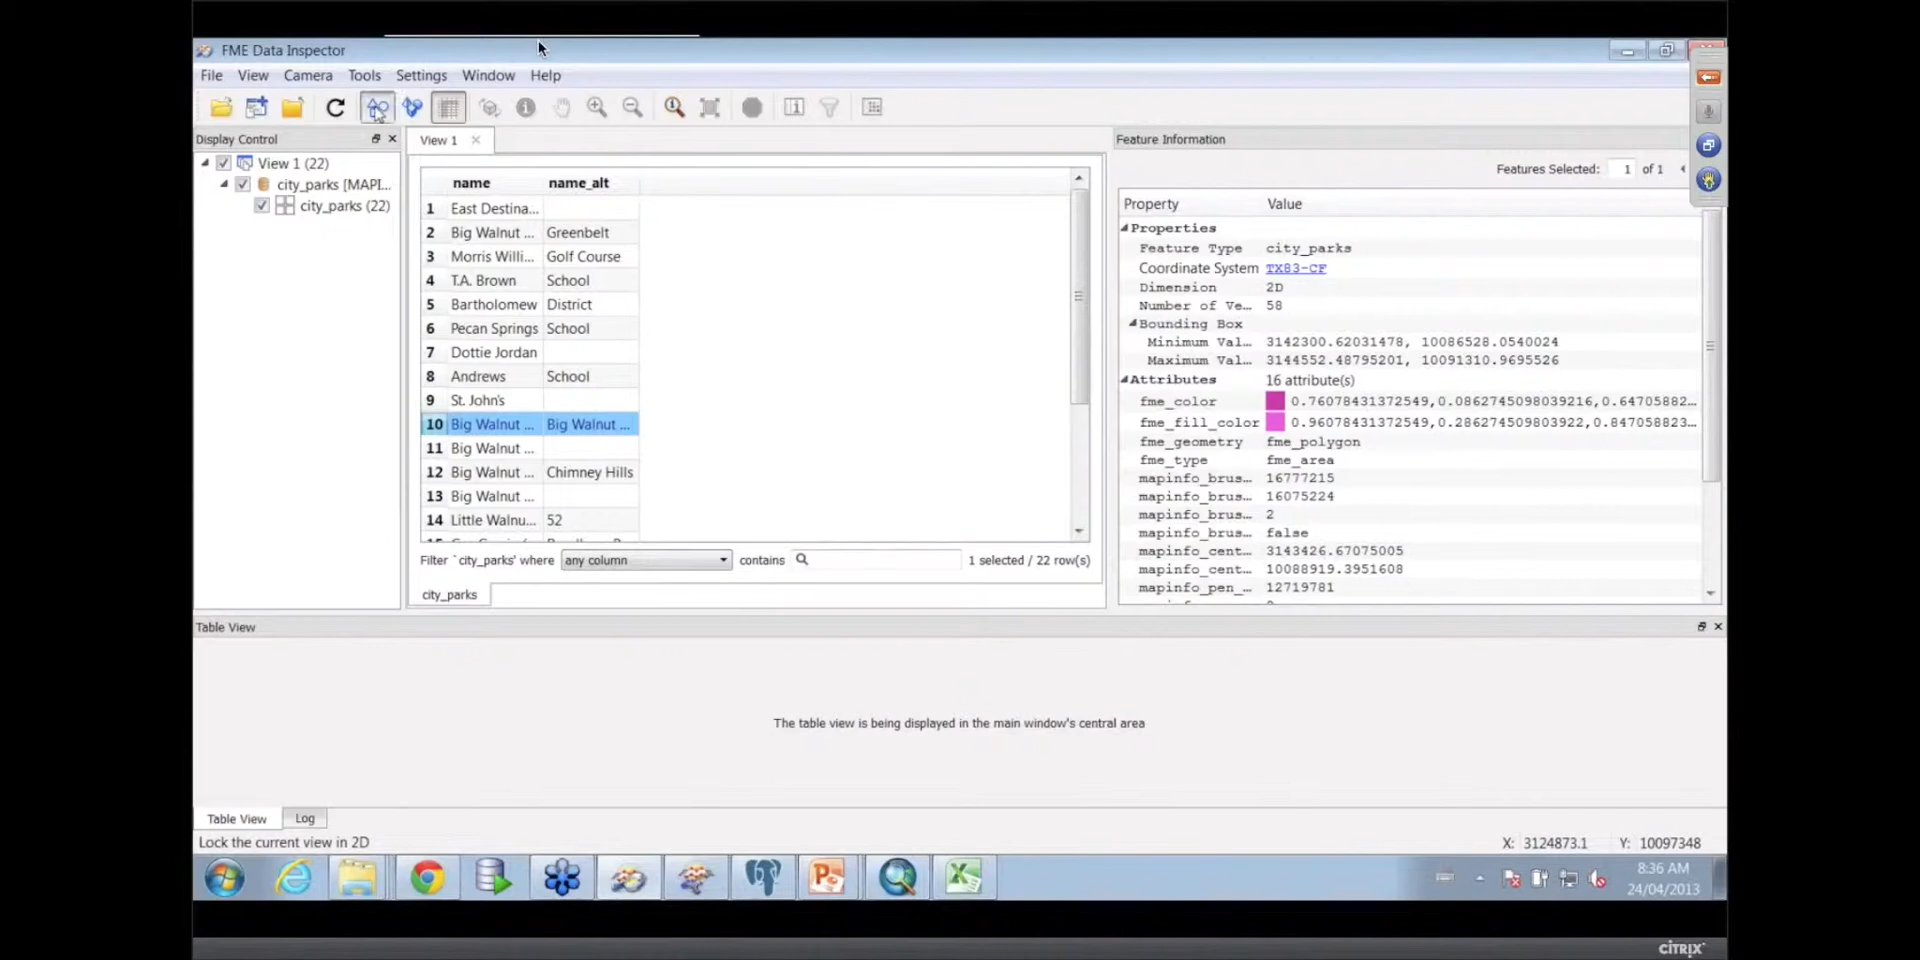 FME Data Inspector
File View Camera Tools Settings Window Help
Display Control
View 1 (22)
city_parks [MAPI...
city_parks (22)
View 1
name name_alt
1 East Destina...
2 Big Walnut ... Greenbelt
3 Morris Willi... Golf Course
4 T.A. Brown School
5 Bartholomew District
6 Pecan Springs School
7 Dottie Jordan
8 Andrews School
9 St. John's
10 Big Walnut ... Big Walnut ...
11 Big Walnut ...
12 Big Walnut ... Chimney Hills
13 Big Walnut ...
14 Little Walnu... 52
Filter 'city_parks' where any column contains 1 selected / 22 row(s)
city_parks
Feature Information
Features Selected: 1 of 1
Property Value
Properties
Feature Type city_parks
Coordinate System TX83-CF
Dimension 2D
Number of Ve... 58
Bounding Box
Minimum Val... 3142300.62031478, 10086528.0540024
Maximum Val... 3144552.48795201, 10091310.9695526
Attributes 16 attribute(s)
fme_color 0.76078431372549,0.0862745098039216,0.64705882...
fme_fill_color 0.96078431372549,0.286274509803922,0.847058823...
fme_geometry fme_polygon
fme_type fme_area
mapinfo_brus... 16777215
mapinfo_brus... 16075224
mapinfo_brus... 2
mapinfo_brus... false
mapinfo_cent... 3143426.67075005
mapinfo_cent... 10088919.3951608
mapinfo_pen_... 12719781
Table View
The table view is being displayed in the main window's central area
Table View Log
Lock the current view in 2D
X: 3124873.1 Y: 10097348
8:36 AM
24/04/2013
CITRIX